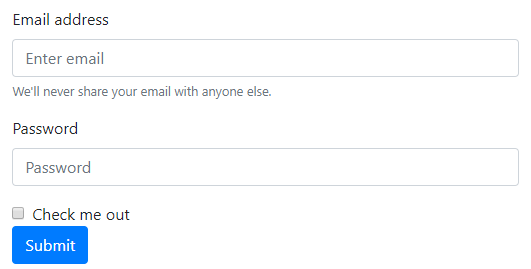 Email address
Enter email
We'll never share your email with anyone else.
Password
Password
Check me out
Submit